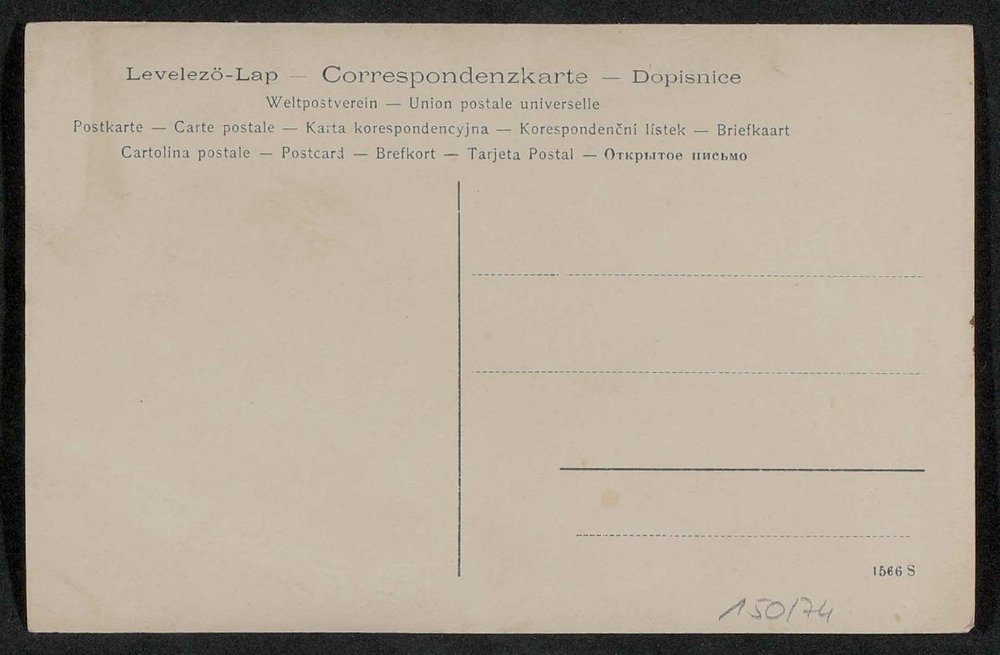 Levelezö-Lap — Correspondenzkarte — Dopisnice
Weltpostverein — Union postale universelle
Postkarte — Carte postale — Karta korespondencyjna — Korespondenční lístek — Briefkaart
Cartolina postale — Postcard — Brefkort — Tarjeta Postal — Открытое письмо
1566 S
150/74